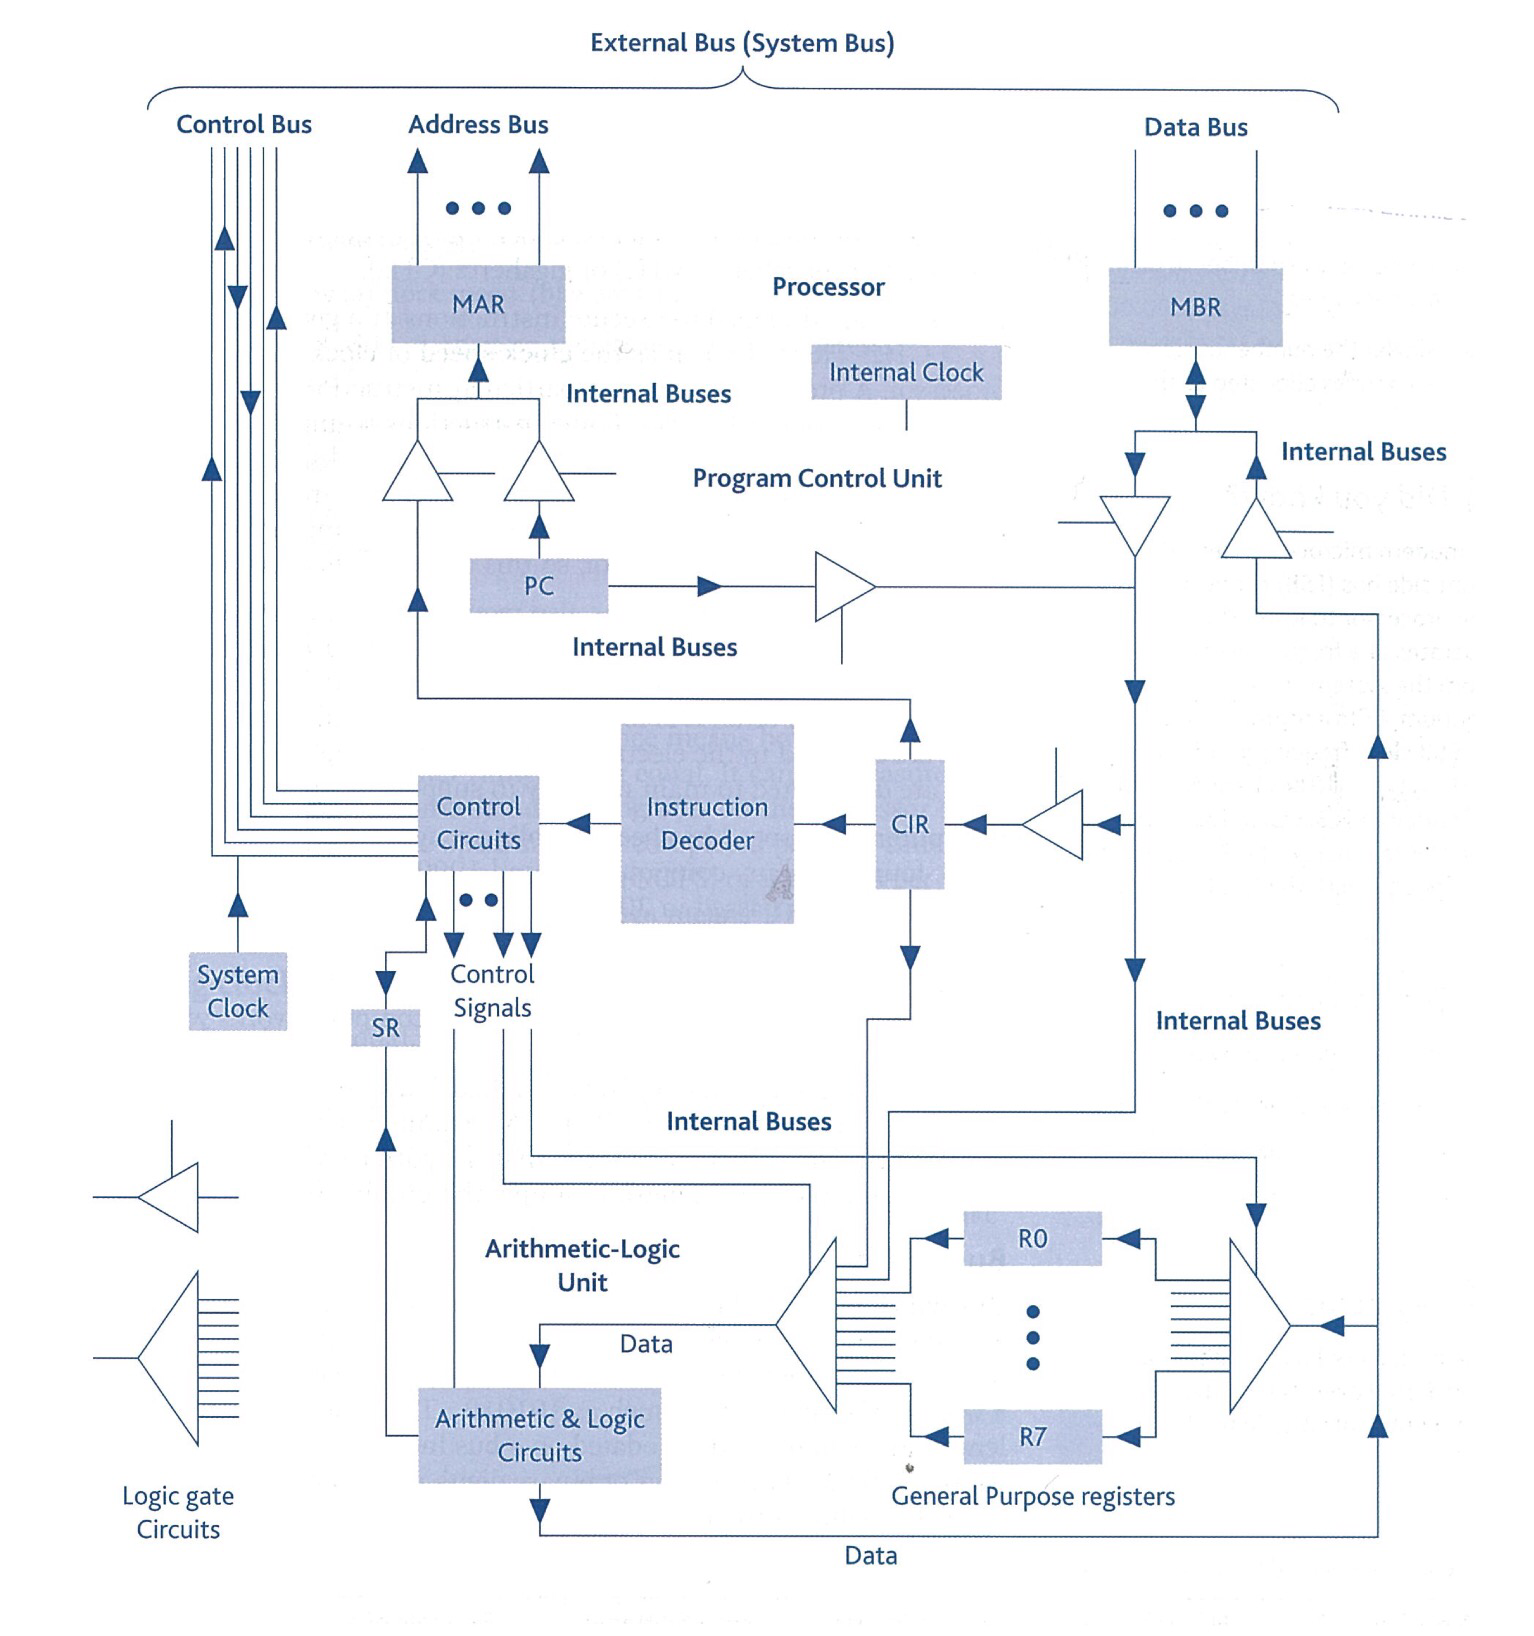 External Bus (System Bus)
Control Bus
Address Bus
Data Bus
MAR
Processor
MBR
Internal Clock
Internal Buses
Internal Buses
Program Control Unit
PC
Internal Buses
Control
Circuits
Instruction
Decoder
CIR
System
Clock
Control
Signals
SR
Internal Buses
Internal Buses
R0
Arithmetic-Logic
Unit
Data
Arithmetic & Logic
Circuits
R7
Logic gate
Circuits
General Purpose registers
Data